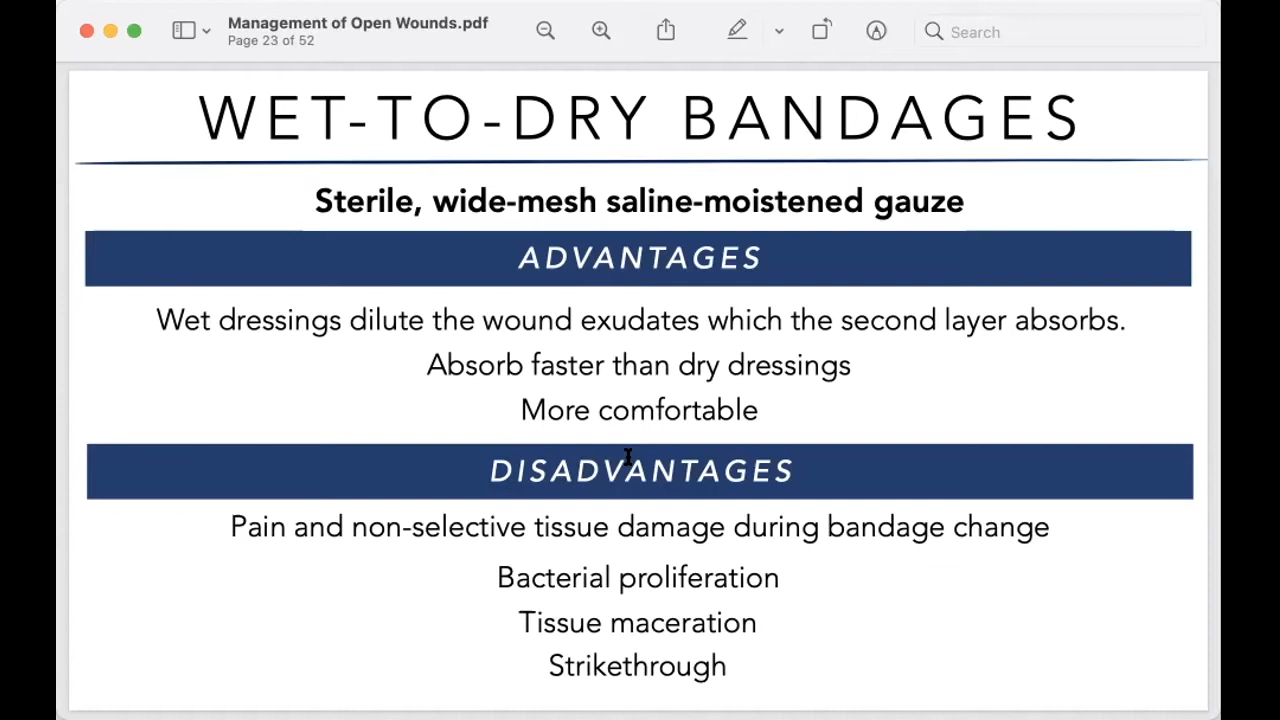 Management of Open Wounds.pdf
Page 23 of 52
Search
WET-TO-DRY BANDAGES
Sterile, wide-mesh saline-moistened gauze
ADVANTAGES
Wet dressings dilute the wound exudates which the second layer absorbs.
Absorb faster than dry dressings
More comfortable
DISADVANTAGES
Pain and non-selective tissue damage during bandage change
Bacterial proliferation
Tissue maceration
Strikethrough